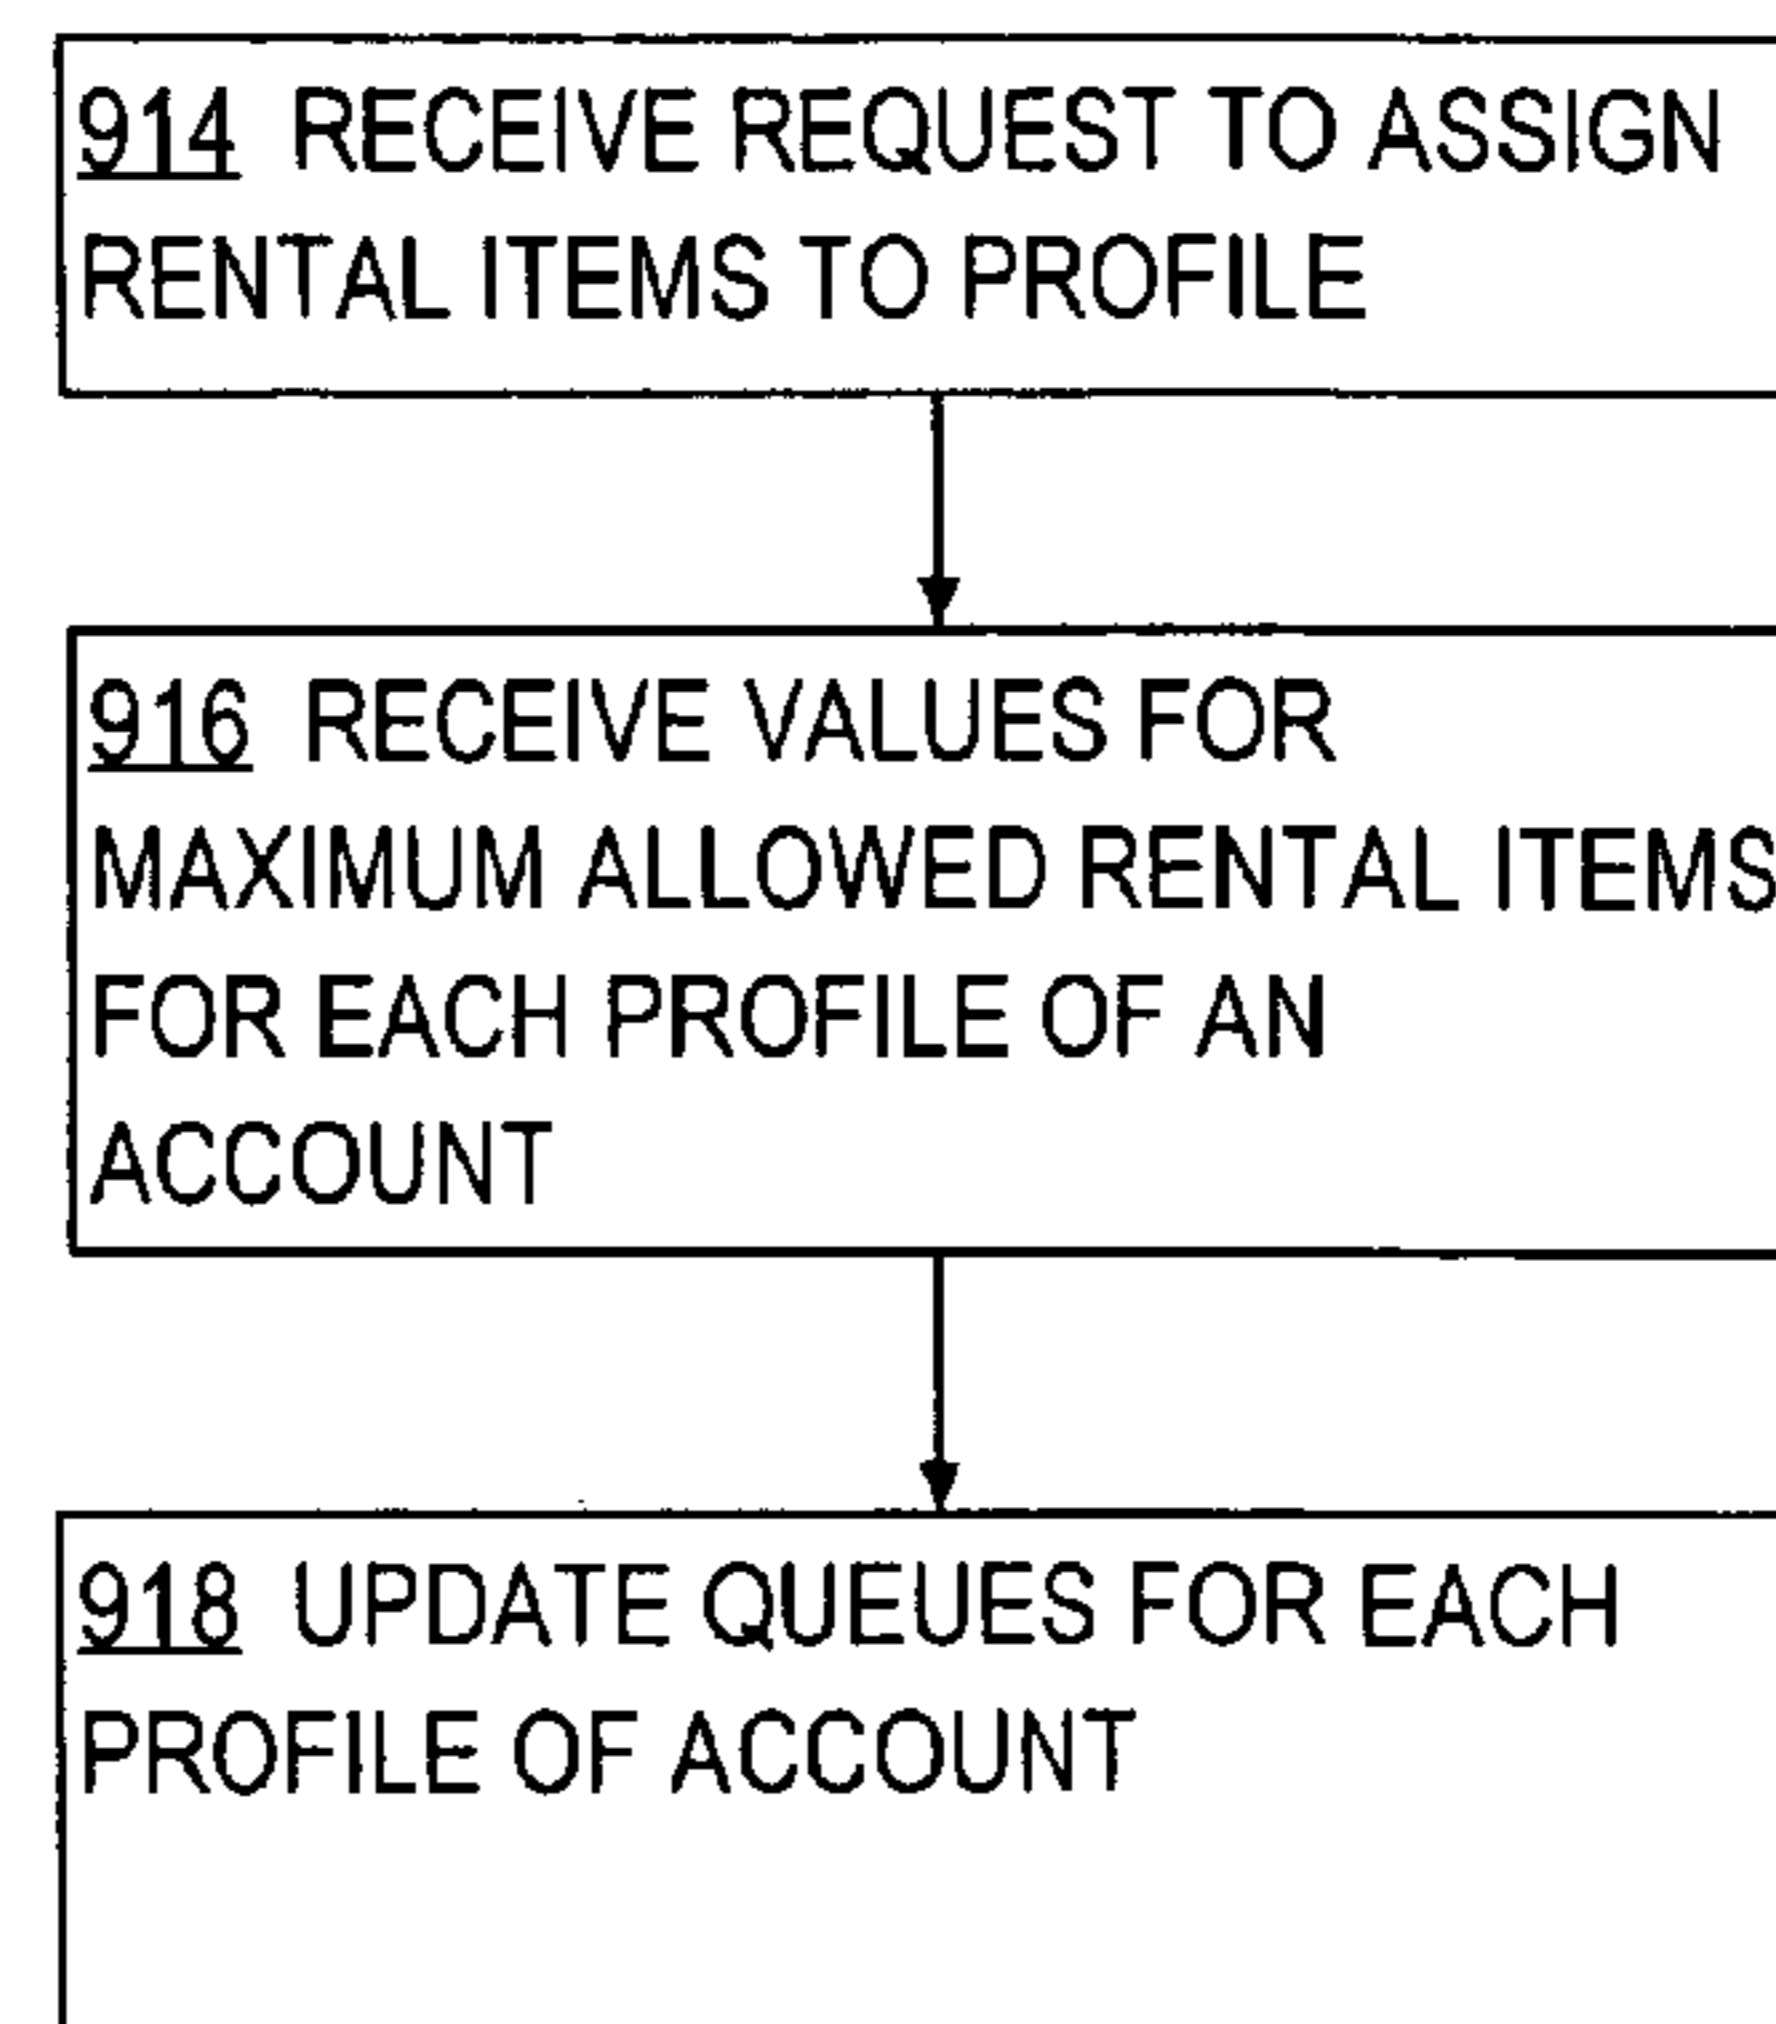 914 RECEIVE REQUEST TO ASSIGN
RENTAL ITEMS TO PROFILE
916 RECEIVE VALUES FOR
MAXIMUM ALLOWED RENTAL ITEMS
FOR EACH PROFILE OF AN
ACCOUNT
918 UPDATE QUEUES FOR EACH
PROFILE OF ACCOUNT